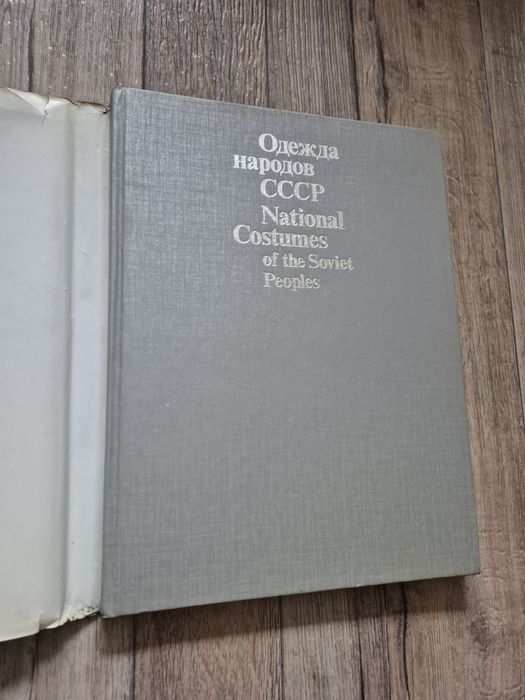 Одежда
народов
СССР
National
Costumes
of the Soviet
Peoples